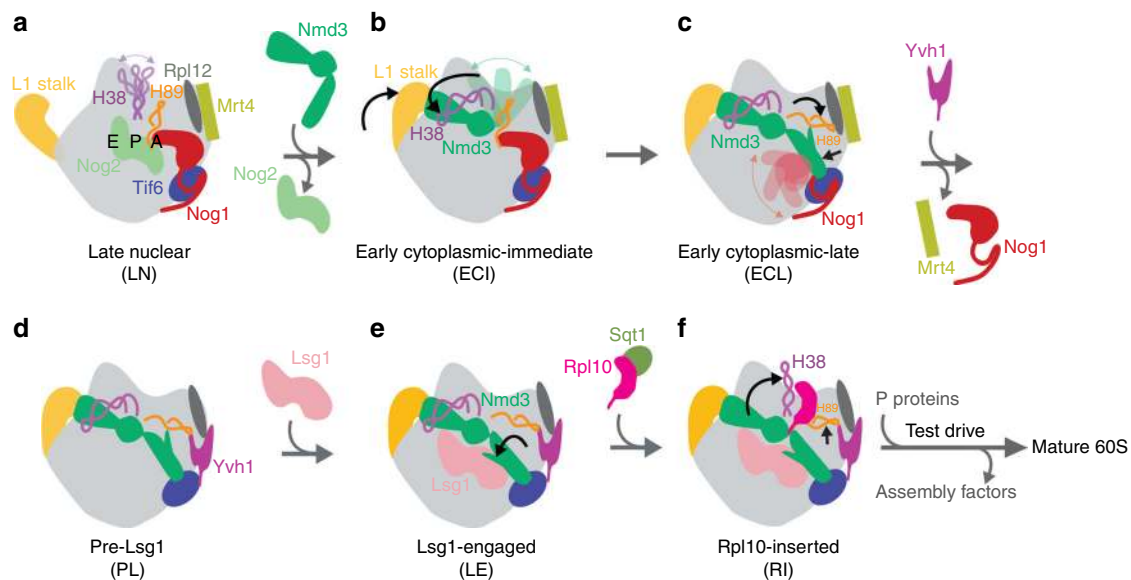 a
L1 stalk
H38
Rpl12
H89
Mrt4
E P A
Nog2
Tif6
Nog1
Late nuclear
(LN)
Nmd3
Nog2
b
L1 stalk
H38
Nmd3
Early cytoplasmic-immediate
(ECI)
c
Nmd3
H89
Nog1
Early cytoplasmic-late
(ECL)
Yvh1
Mrt4
Nog1
d
Yvh1
Pre-Lsg1
(PL)
Lsg1
e
Nmd3
Lsg1
Lsg1-engaged
(LE)
Sqt1
Rpl10
f
H38
H89
Rpl10-inserted
(RI)
P proteins
Test drive
Mature 60S
Assembly factors